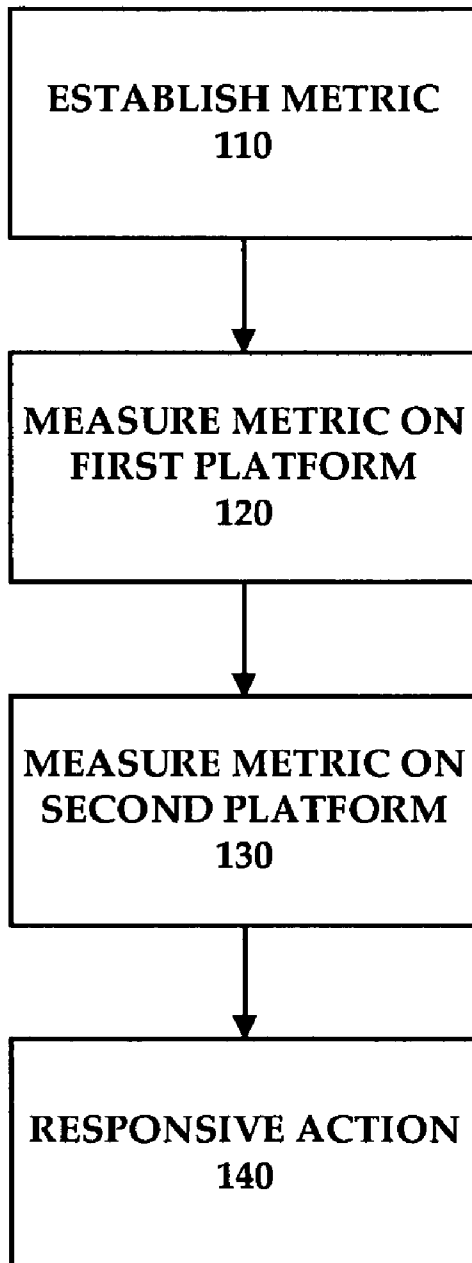 ESTABLISH METRIC
110
MEASURE METRIC ON
FIRST PLATFORM
120
MEASURE METRIC ON
SECOND PLATFORM
130
RESPONSIVE ACTION
140